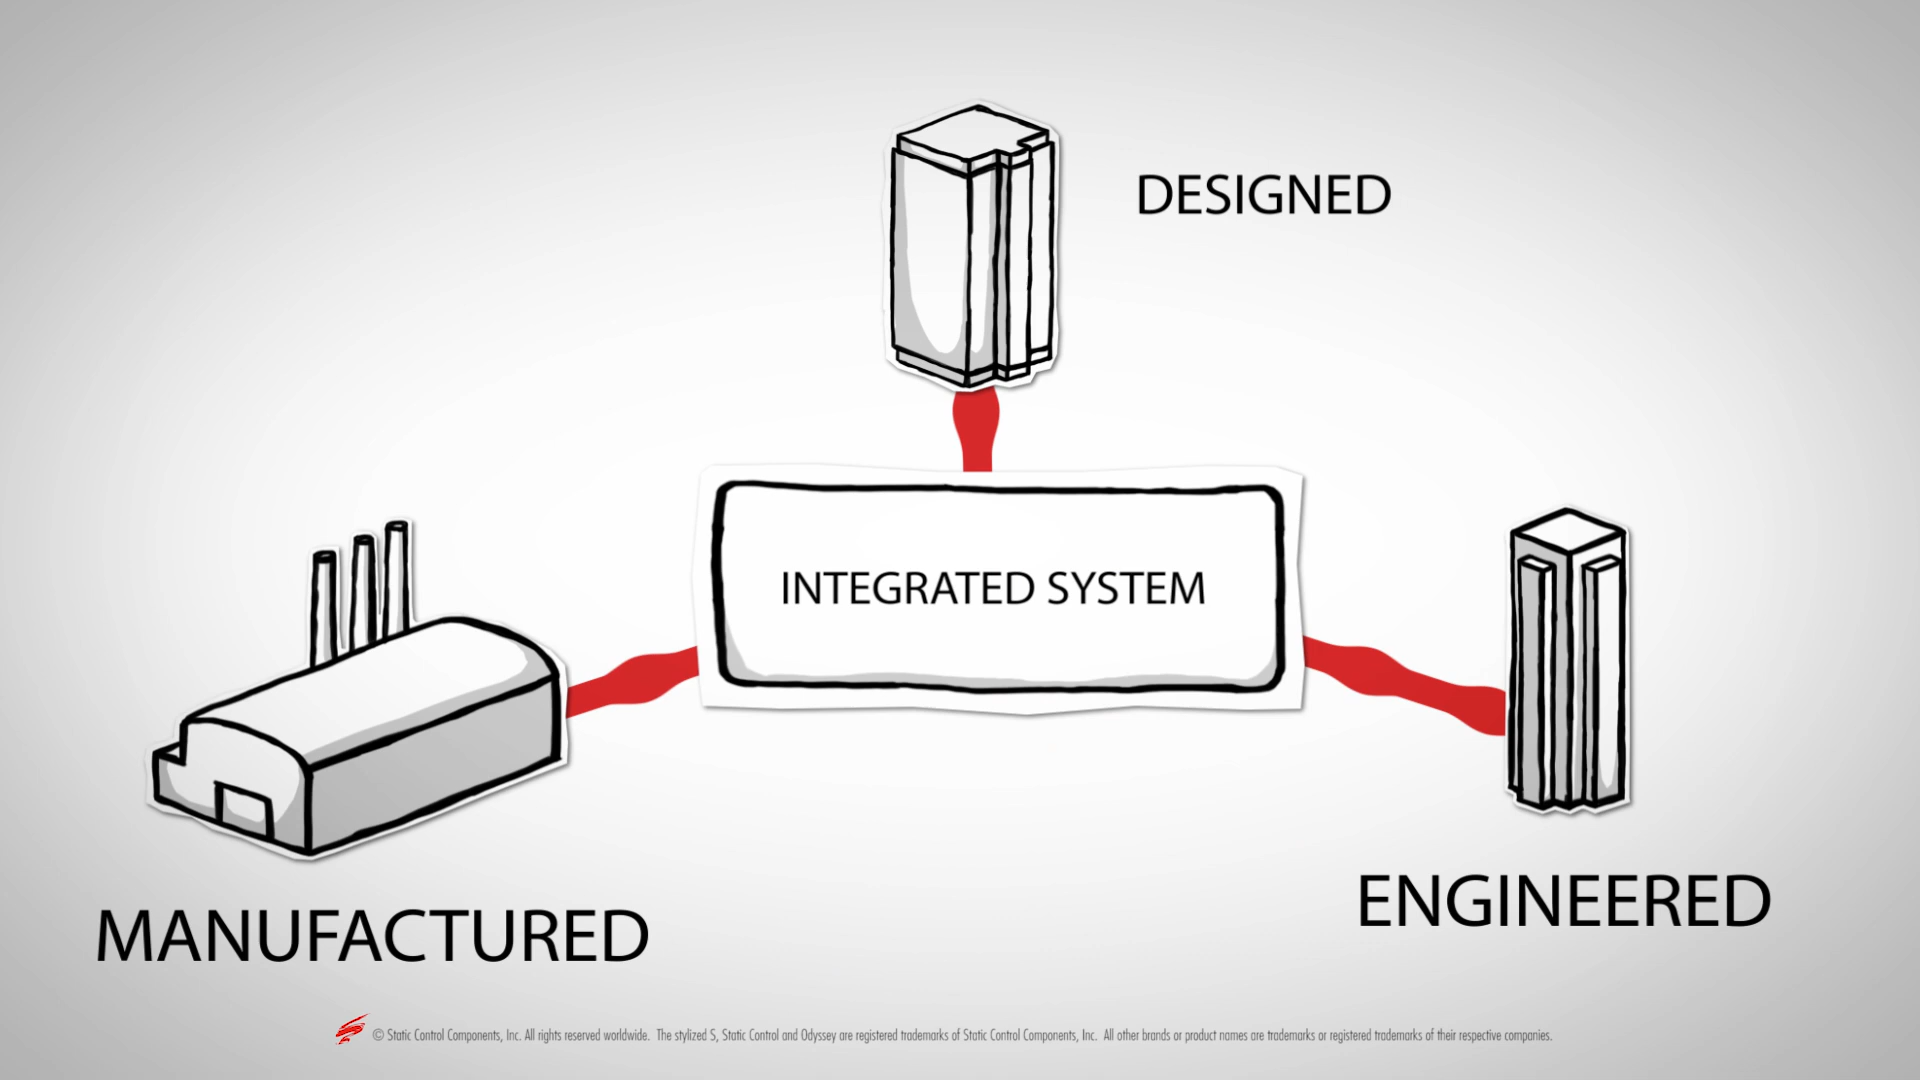 DESIGNED
INTEGRATED SYSTEM
ENGINEERED
MANUFACTURED
© Static Control Components, Inc. All rights reserved worldwide. The stylized S, Static Control and Odyssey are registered trademarks of Static Control Components, Inc. All other brands or product names are trademarks or registered trademarks of their respective companies.